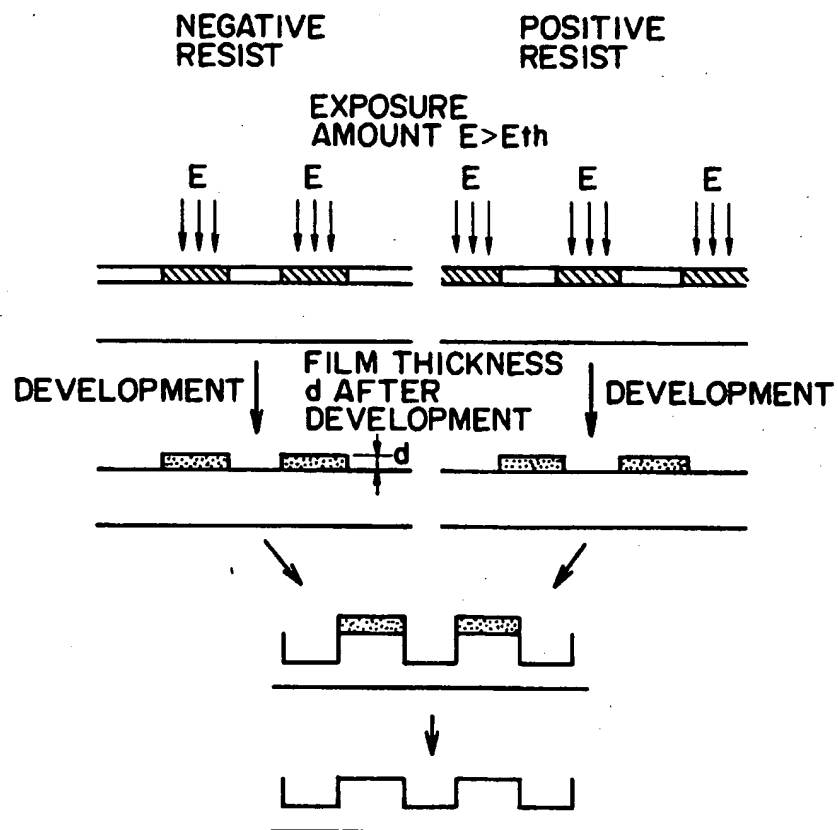 NEGATIVE
RESIST
POSITIVE
RESIST
EXPOSURE
AMOUNT E>Eth
E
E
E
E
E
DEVELOPMENT
FILM THICKNESS
d AFTER
DEVELOPMENT
DEVELOPMENT
d